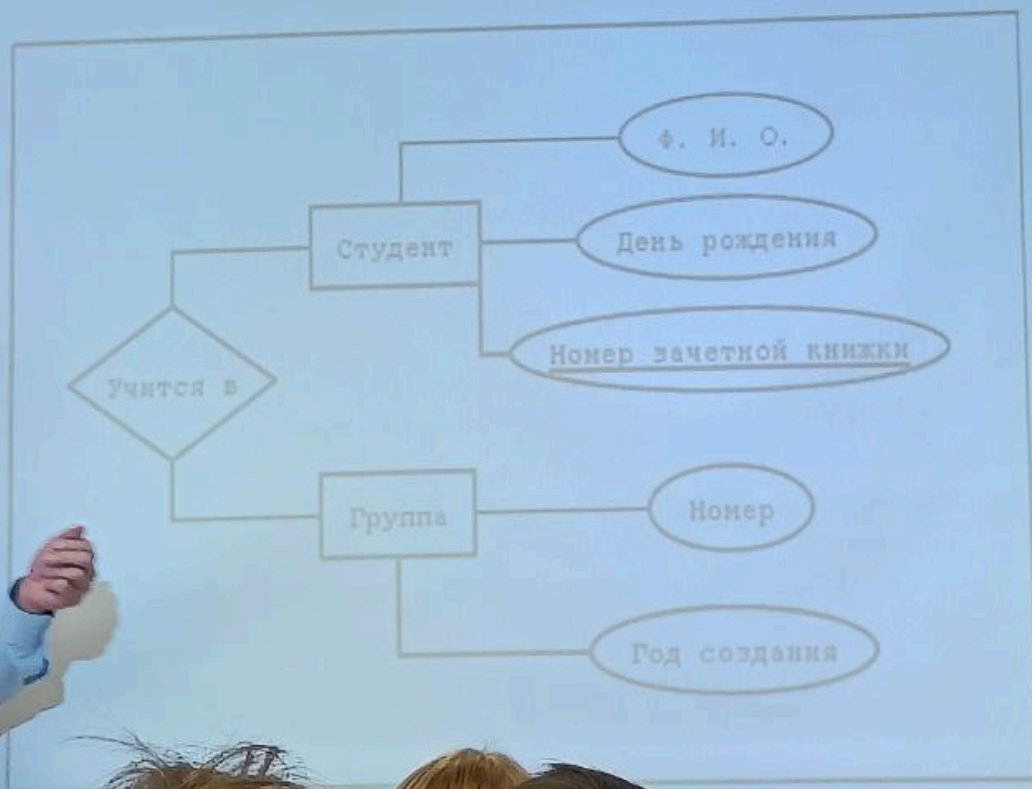 Ф. И. О.
Студент
День рождения
Номер зачетной книжки
Учится в
Группа
Номер
Год создания